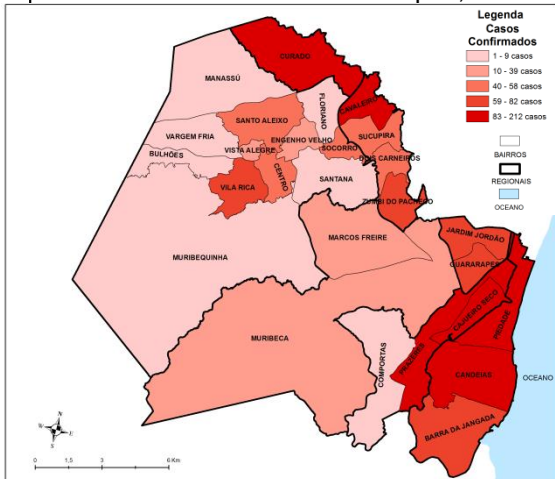 Legenda
Casos
Confirmados
1 - 9 casos
10 - 39 casos
40 - 58 casos
59 - 82 casos
83 - 212 casos
BAIRROS
REGIONAIS
OCEANO
CURADO
MANASSÚ
FLORIANO
CAVALEIRO
SANTO ALEIXO
VARGEM FRIA
ENGENHO VELHO
SUCUPIRA
SOCORRO
VISTA ALEGRE
BULHÕES
DOIS CARNEIROS
CENTRO
SANTANA
VILA RICA
ZUMBI DO PACHECO
JARDIM JORDÃO
MARCOS FREIRE
MURIBEQUINHA
GUARARAPES
CAJUEIRO SECO
PIEDADE
MURIBECA
COMPORTAS
PRAZERES
CANDEIAS
OCEANO
BARRA DA JANGADA
N
W
E
S
0 1,5 3 6 Km